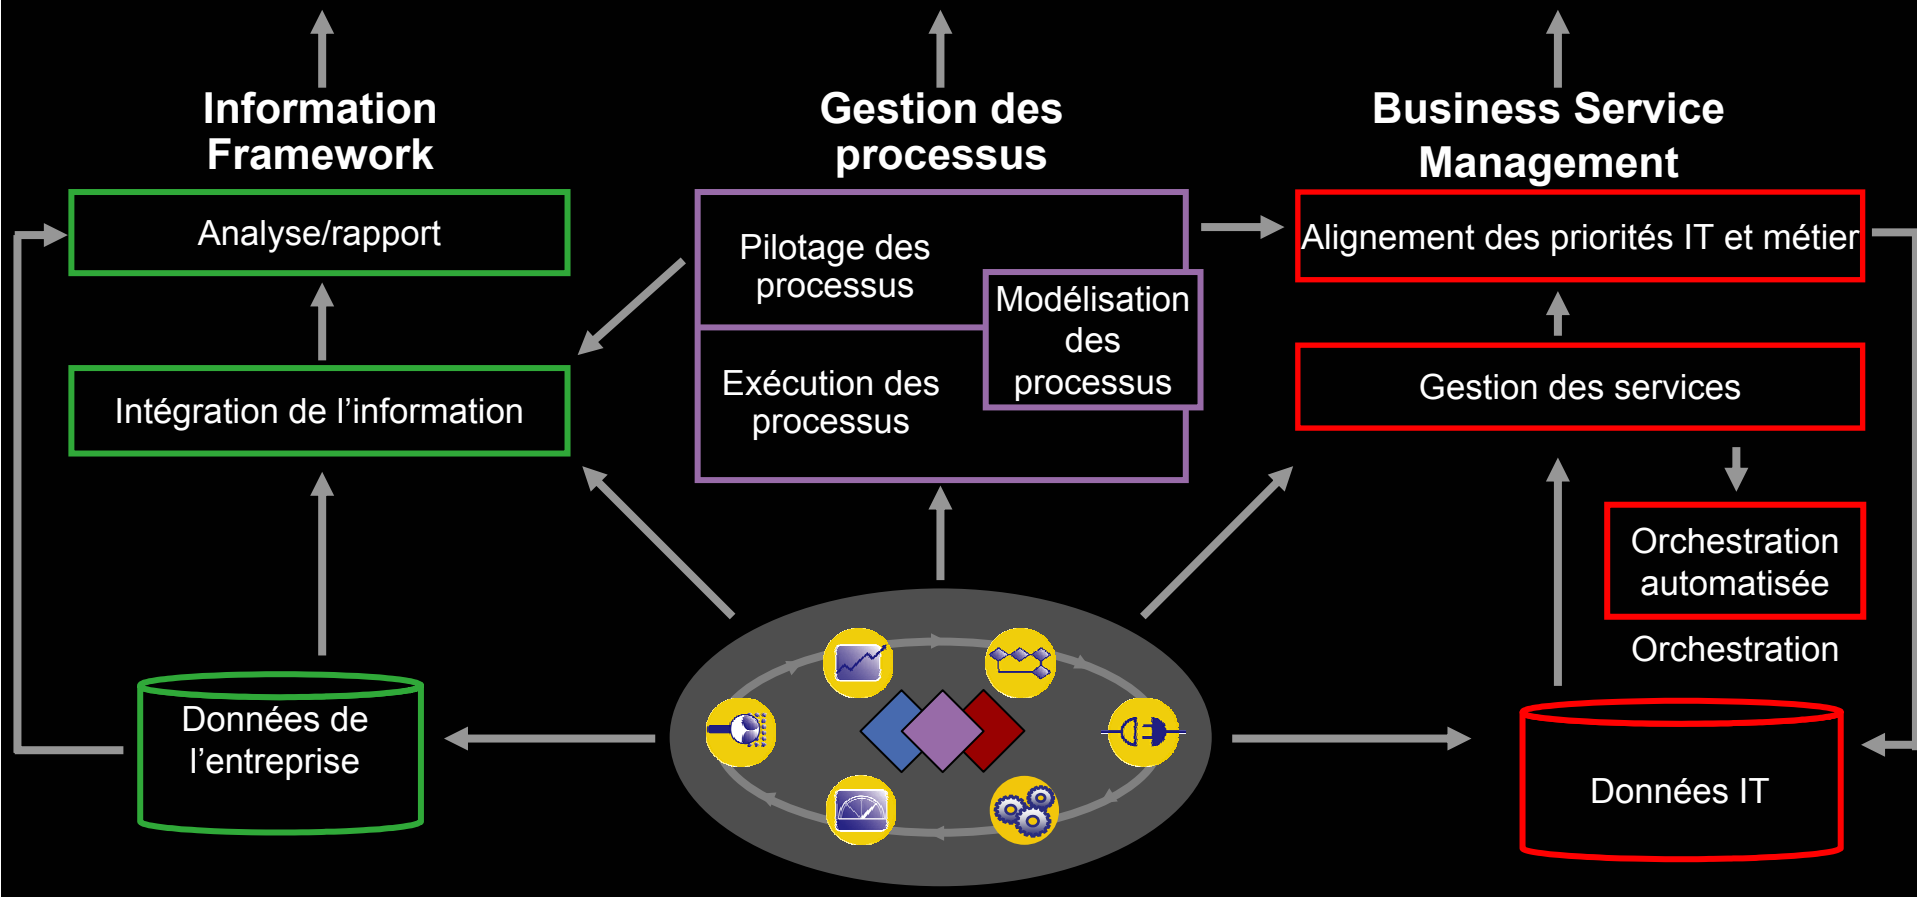 Information
Framework
Analyse/rapport
Intégration de l’information
Données de
l’entreprise
Gestion des
processus
Pilotage des
processus
Modélisation
des
processus
Exécution des
processus
Business Service
Management
Alignement des priorités IT et métier
Gestion des services
Orchestration
automatisée
Orchestration
Données IT